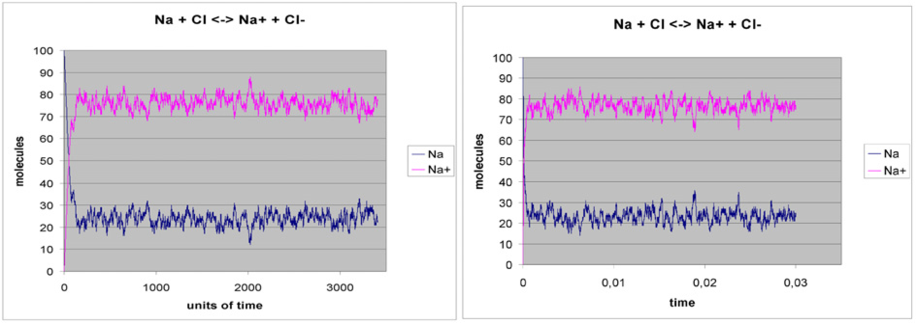 Na + Cl <-> Na+ + Cl-
100
90
80
70
60
50
40
30
20
10
0
molecules
0 1000 2000 3000
units of time
Na
Na+
Na + Cl <-> Na+ + Cl-
100
90
80
70
60
50
40
30
20
10
0
molecules
0 0,01 0,02 0,03
time
Na
Na+